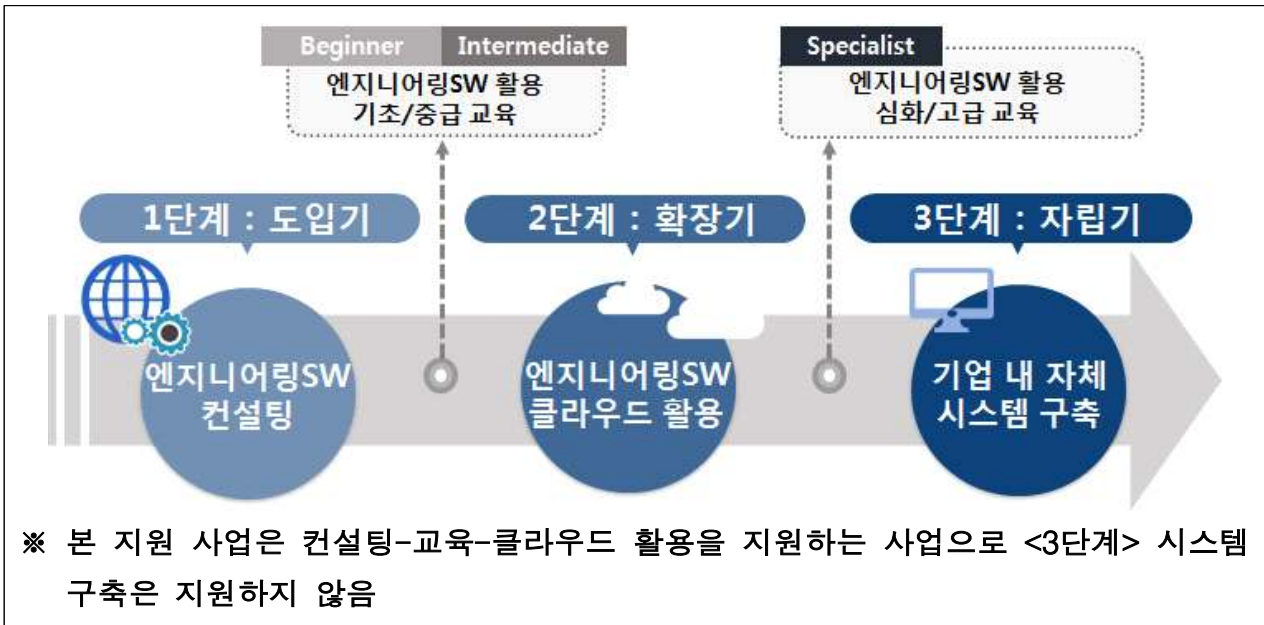 Beginner Intermediate
엔지니어링SW 활용
기초/중급 교육
Specialist
엔지니어링SW 활용
심화/고급 교육
1단계 : 도입기
2단계 : 확장기
3단계 : 자립기
엔지니어링SW
컨설팅
엔지니어링SW
클라우드 활용
기업 내 자체
시스템 구축
※ 본 지원 사업은 컨설팅-교육-클라우드 활용을 지원하는 사업으로 <3단계> 시스템
구축은 지원하지 않음